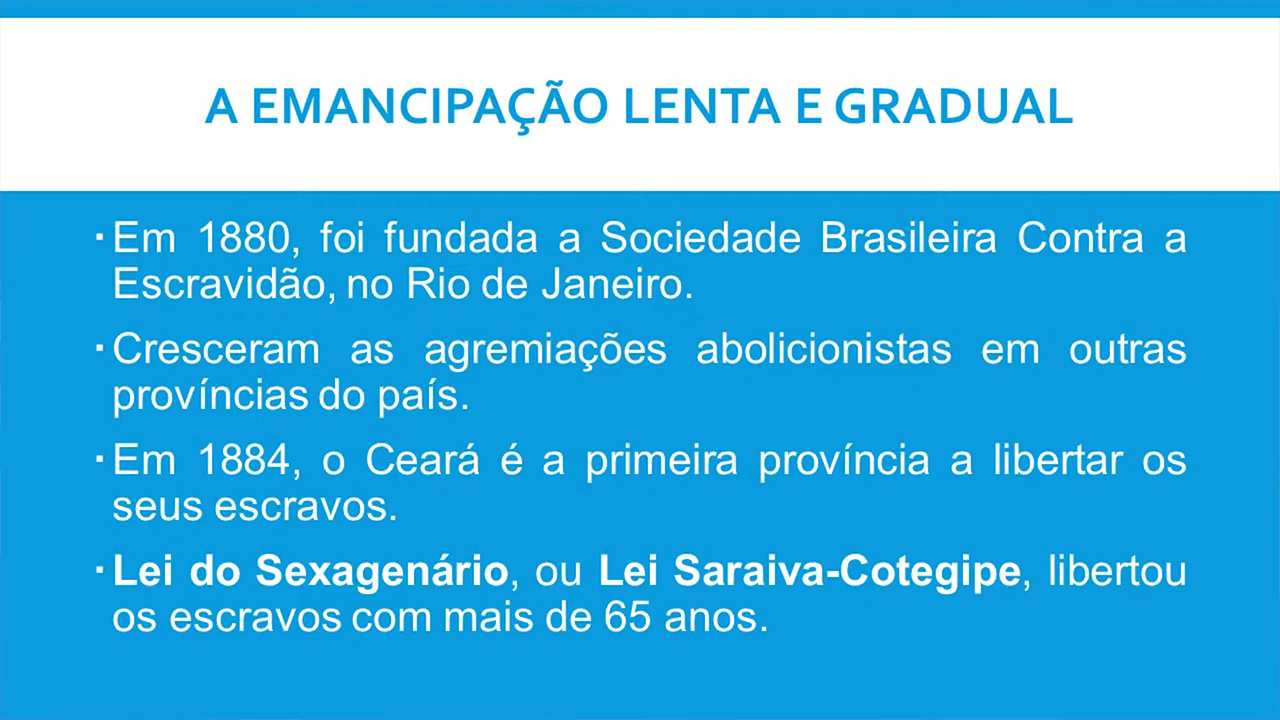 A EMANCIPAÇÃO LENTA E GRADUAL
▪Em 1880, foi fundada a Sociedade Brasileira Contra a
Escravidão, no Rio de Janeiro.
▪Cresceram as agremiações abolicionistas em outras
províncias do país.
▪Em 1884, o Ceará é a primeira província a libertar os
seus escravos.
▪Lei do Sexagenário, ou Lei Saraiva-Cotegipe, libertou
os escravos com mais de 65 anos.